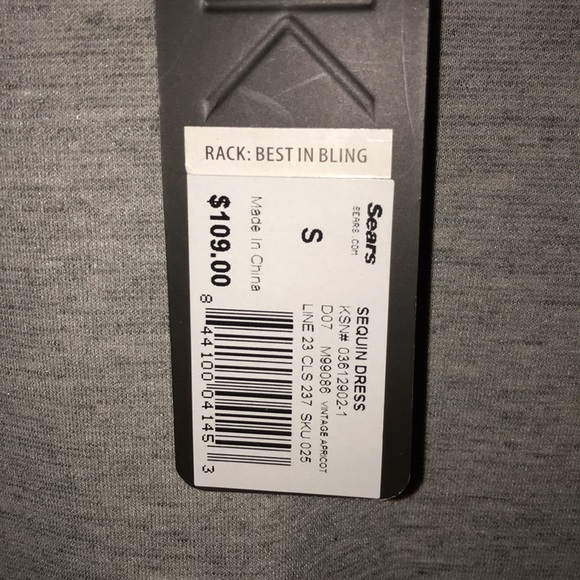 K
RACK: BEST IN BLING
Sears
SEARS.COM
S
SEQUIN DRESS
KSN# 03612902-1
D07 M99086 VINTAGE APRICOT
LINE 23 CLS 237 SKU 025
Made In China
$109.00
8 44100 04145 3